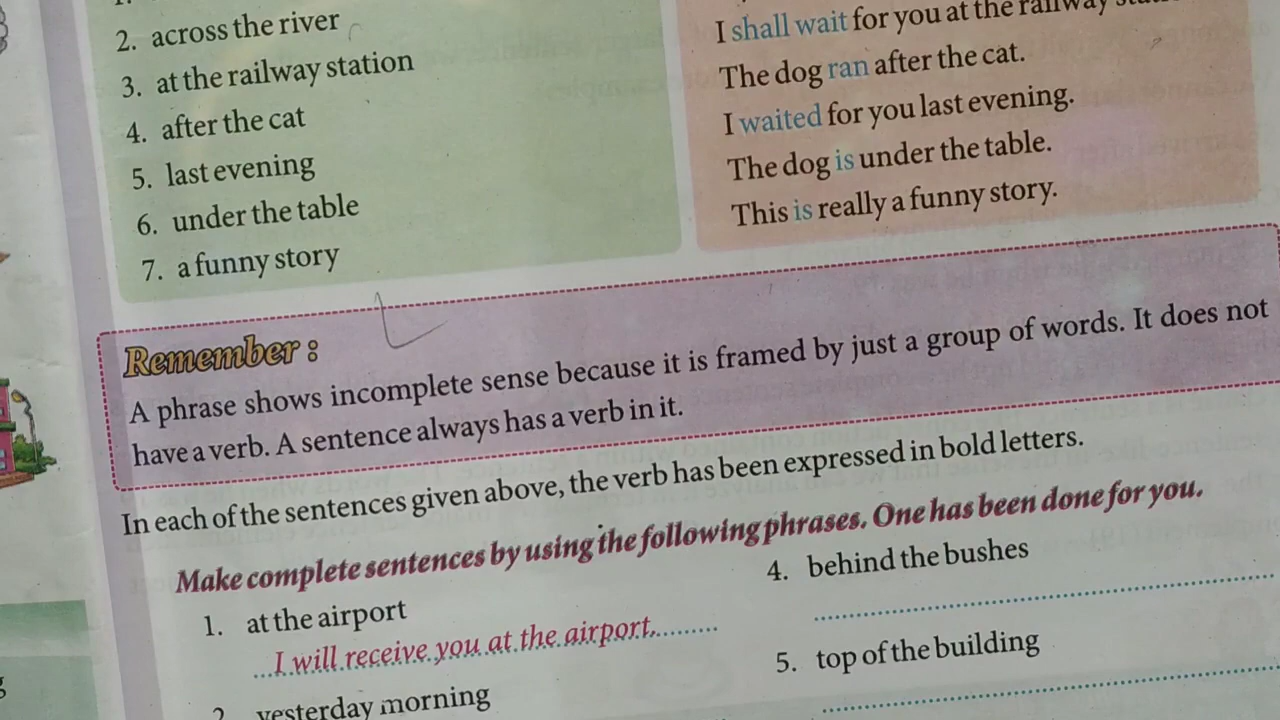 2. across the river
3. at the railway station
4. after the cat
5. last evening
6. under the table
7. a funny story
I shall wait for you at the railway
The dog ran after the cat.
I waited for you last evening.
The dog is under the table.
This is really a funny story.
Remember :
A phrase shows incomplete sense because it is framed by just a group of words. It does not
have a verb. A sentence always has a verb in it.
In each of the sentences given above, the verb has been expressed in bold letters.
Make complete sentences by using the following phrases. One has been done for you.
1. at the airport
I will receive you at the airport.
2. yesterday morning
4. behind the bushes
5. top of the building